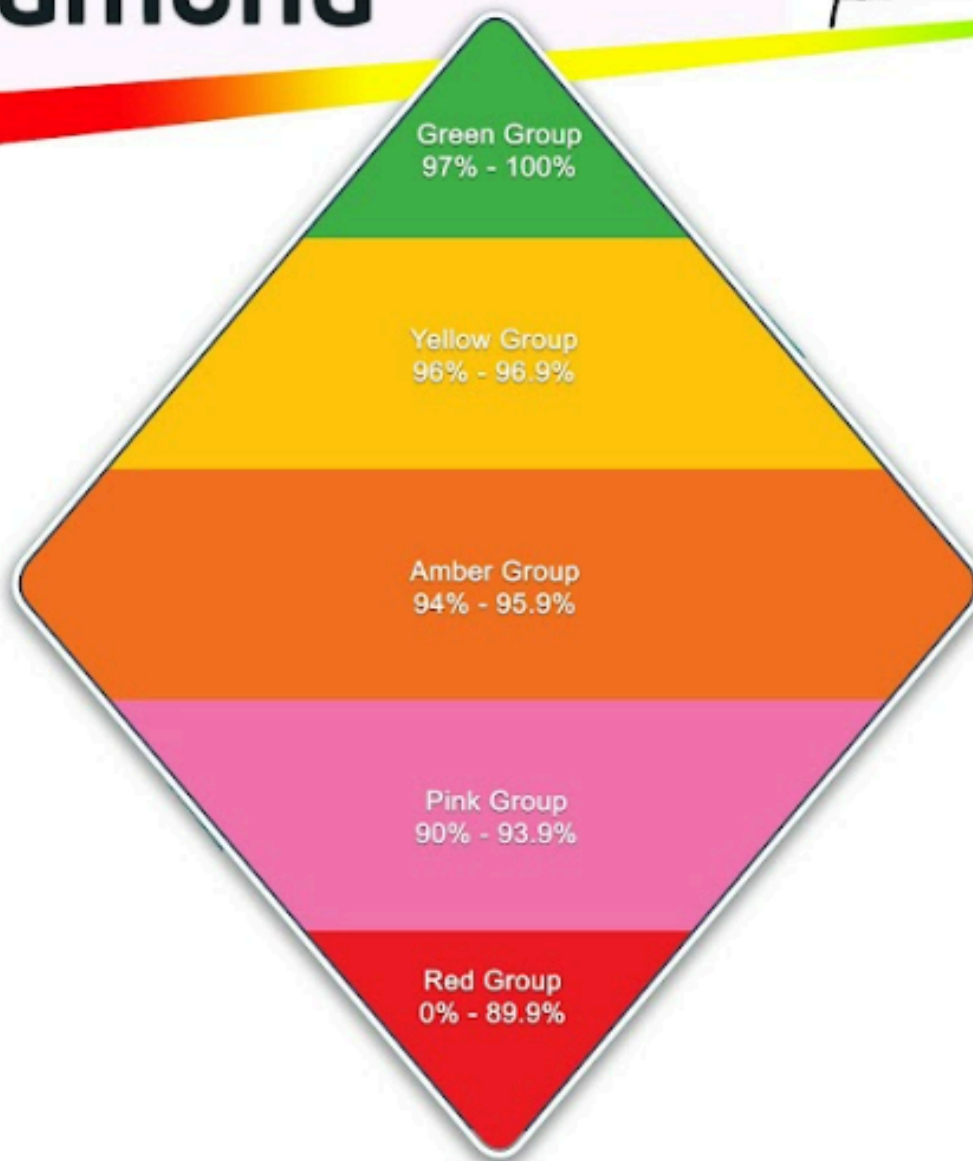 Green Group
97% - 100%
Yellow Group
96% - 96.9%
Amber Group
94% - 95.9%
Pink Group
90% - 93.9%
Red Group
0% - 89.9%